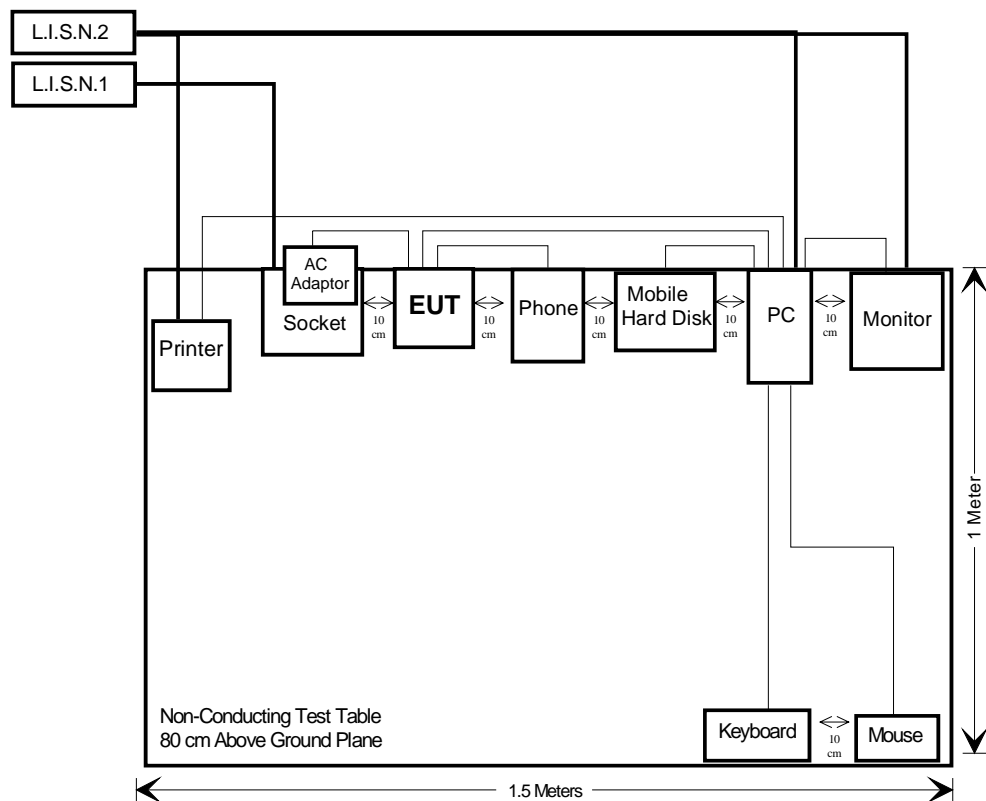 L.I.S.N.2
L.I.S.N.1
AC
Adaptor
Socket
EUT
Phone
Mobile
Hard Disk
PC
Monitor
Printer
10
cm
10
cm
10
cm
10
cm
10
cm
1 Meter
Non-Conducting Test Table
80 cm Above Ground Plane
Keyboard
10
cm
Mouse
1.5 Meters